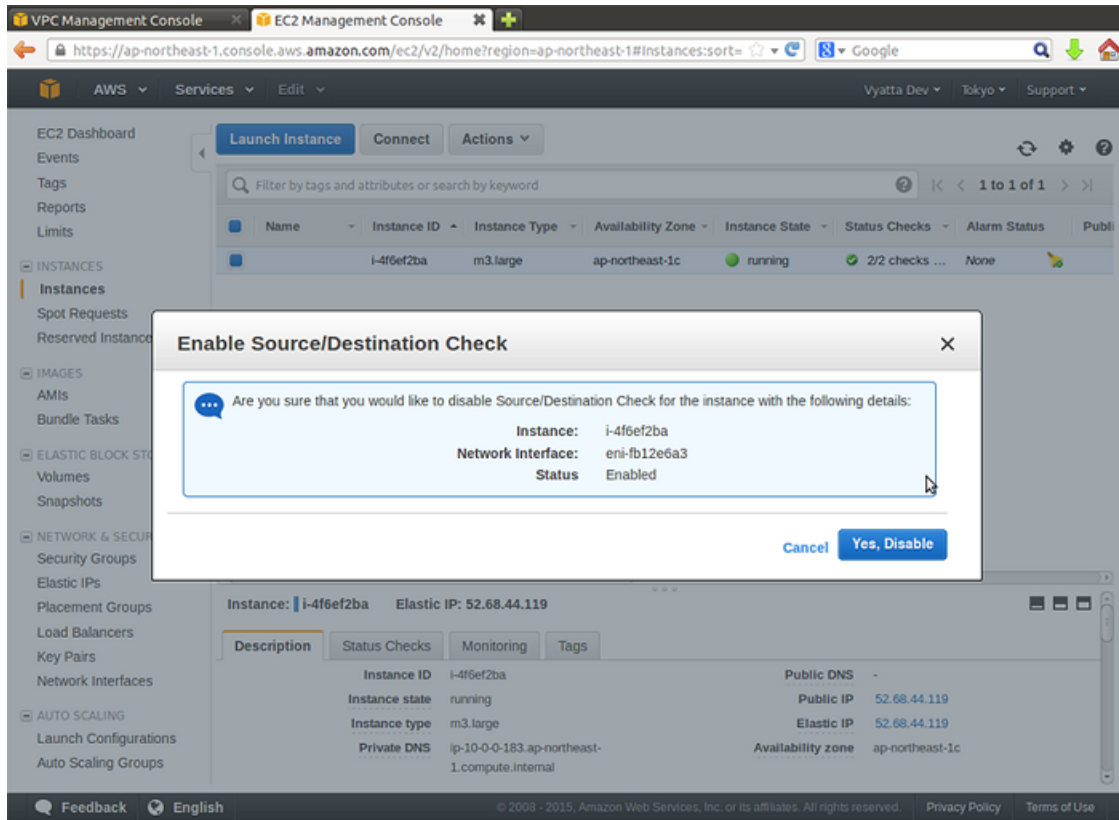 VPC Management Console
EC2 Management Console
https://ap-northeast-1.console.aws.amazon.com/ec2/v2/home?region=ap-northeast-1#Instances:sort=
Google
AWS Services Edit Vyatta Dev Tokyo Support
EC2 Dashboard
Events
Tags
Reports
Limits
INSTANCES
Instances
Spot Requests
Reserved Instance
IMAGES
AMIs
Bundle Tasks
ELASTIC BLOCK STO
Volumes
Snapshots
NETWORK & SECUR
Security Groups
Elastic IPs
Placement Groups
Load Balancers
Key Pairs
Network Interfaces
AUTO SCALING
Launch Configurations
Auto Scaling Groups
Launch Instance Connect Actions
Filter by tags and attributes or search by keyword
1 to 1 of 1
Name Instance ID Instance Type Availability Zone Instance State Status Checks Alarm Status Publi
i-4f6ef2ba m3.large ap-northeast-1c running 2/2 checks ... None
Enable Source/Destination Check
Are you sure that you would like to disable Source/Destination Check for the instance with the following details:
Instance: i-4f6ef2ba
Network Interface: eni-fb12e6a3
Status Enabled
Cancel Yes, Disable
Instance: i-4f6ef2ba Elastic IP: 52.68.44.119
Description Status Checks Monitoring Tags
Instance ID i-4f6ef2ba Public DNS -
Instance state running Public IP 52.68.44.119
Instance type m3.large Elastic IP 52.68.44.119
Private DNS ip-10-0-0-183.ap-northeast- Availability zone ap-northeast-1c
1.compute.internal
Feedback English © 2008 - 2015, Amazon Web Services, Inc. or its affiliates. All rights reserved. Privacy Policy Terms of Use